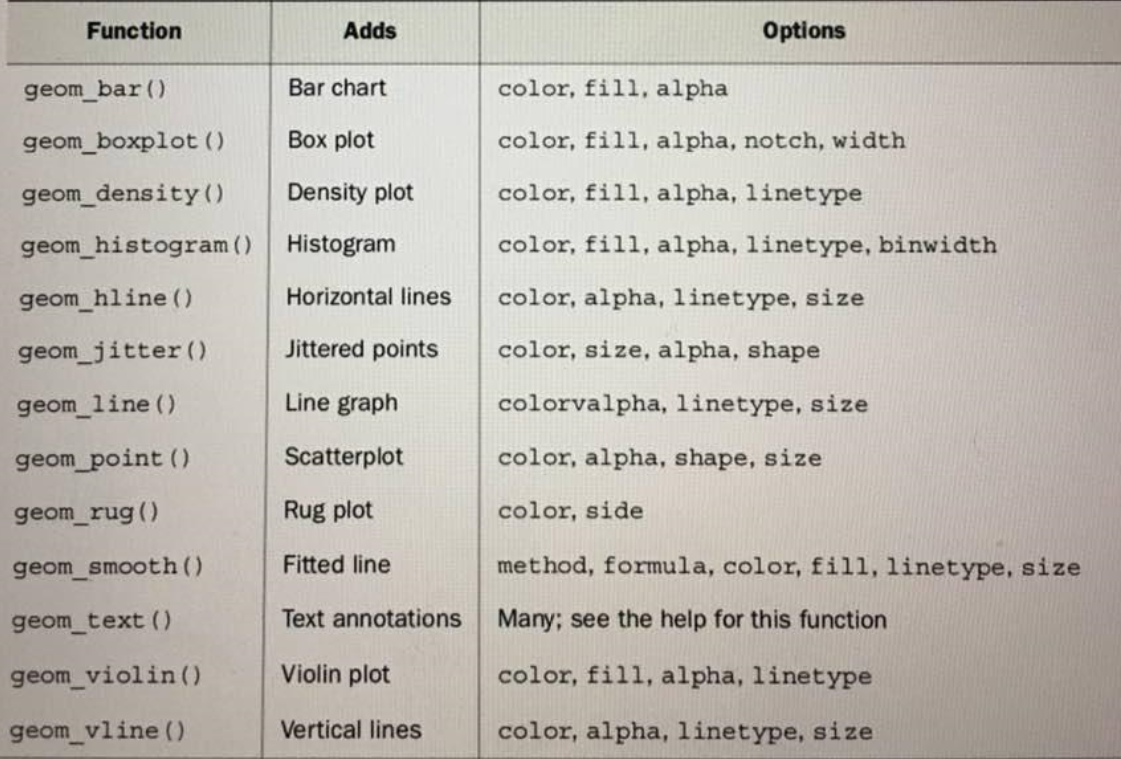 Function Adds Options
geom_bar() Bar chart color, fill, alpha
geom_boxplot() Box plot color, fill, alpha, notch, width
geom_density() Density plot color, fill, alpha, linetype
geom_histogram() Histogram color, fill, alpha, linetype, binwidth
geom_hline() Horizontal lines color, alpha, linetype, size
geom_jitter() Jittered points color, size, alpha, shape
geom_line() Line graph colorvalpha, linetype, size
geom_point() Scatterplot color, alpha, shape, size
geom_rug() Rug plot color, side
geom_smooth() Fitted line method, formula, color, fill, linetype, size
geom_text() Text annotations Many; see the help for this function
geom_violin() Violin plot color, fill, alpha, linetype
geom_vline() Vertical lines color, alpha, linetype, size